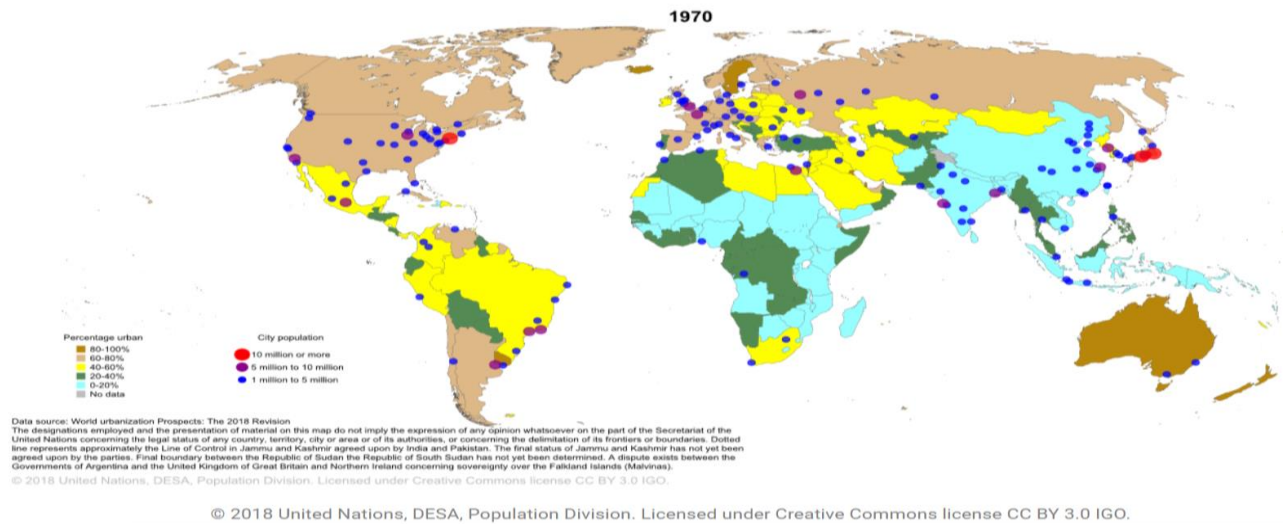 1970
Percentage urban
80-100%
60-80%
40-60%
20-40%
0-20%
No data
City population
10 million or more
5 million to 10 million
1 million to 5 million
Data source: World urbanization Prospects: The 2018 Revision
The designations employed and the presentation of material on this map do not imply the expression of any opinion whatsoever on the part of the Secretariat of the
United Nations concerning the legal status of any country, territory, city or area or of its authorities, or concerning the delimitation of its frontiers or boundaries. Dotted
line represents approximately the Line of Control in Jammu and Kashmir agreed upon by India and Pakistan. The final status of Jammu and Kashmir has not yet been
agreed upon by the parties. Final boundary between the Republic of Sudan the Republic of South Sudan has not yet been determined. A dispute exists between the
Governments of Argentina and the United Kingdom of Great Britain and Northern Ireland concerning sovereignty over the Falkland Islands (Malvinas).
© 2018 United Nations, DESA, Population Division. Licensed under Creative Commons license CC BY 3.0 IGO.
© 2018 United Nations, DESA, Population Division. Licensed under Creative Commons license CC BY 3.0 IGO.